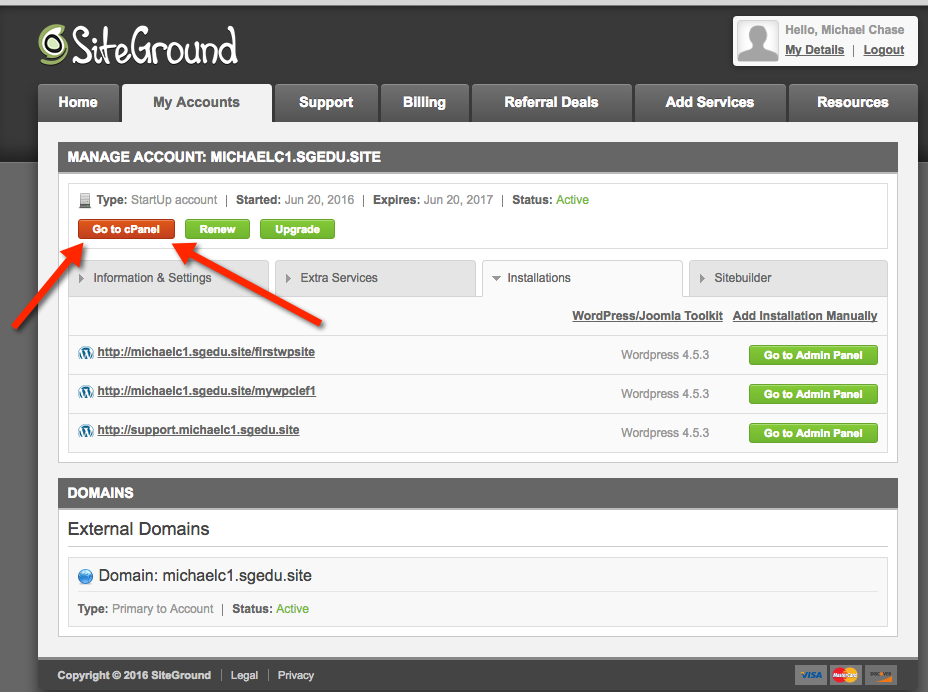 SiteGround
Hello, Michael Chase
My Details | Logout
Home My Accounts Support Billing Referral Deals Add Services Resources
MANAGE ACCOUNT: MICHAELC1.SGEDU.SITE
Type: StartUp account | Started: Jun 20, 2016 | Expires: Jun 20, 2017 | Status: Active
Go to cPanel Renew Upgrade
Information & Settings Extra Services Installations Sitebuilder
WordPress/Joomla Toolkit Add Installation Manually
http://michaelc1.sgedu.site/firstwpsite Wordpress 4.5.3 Go to Admin Panel
http://michaelc1.sgedu.site/mywpclef1 Wordpress 4.5.3 Go to Admin Panel
http://support.michaelc1.sgedu.site Wordpress 4.5.3 Go to Admin Panel
DOMAINS
External Domains
Domain: michaelc1.sgedu.site
Type: Primary to Account | Status: Active
Copyright © 2016 SiteGround | Legal | Privacy VISA MasterCard DISCOVER